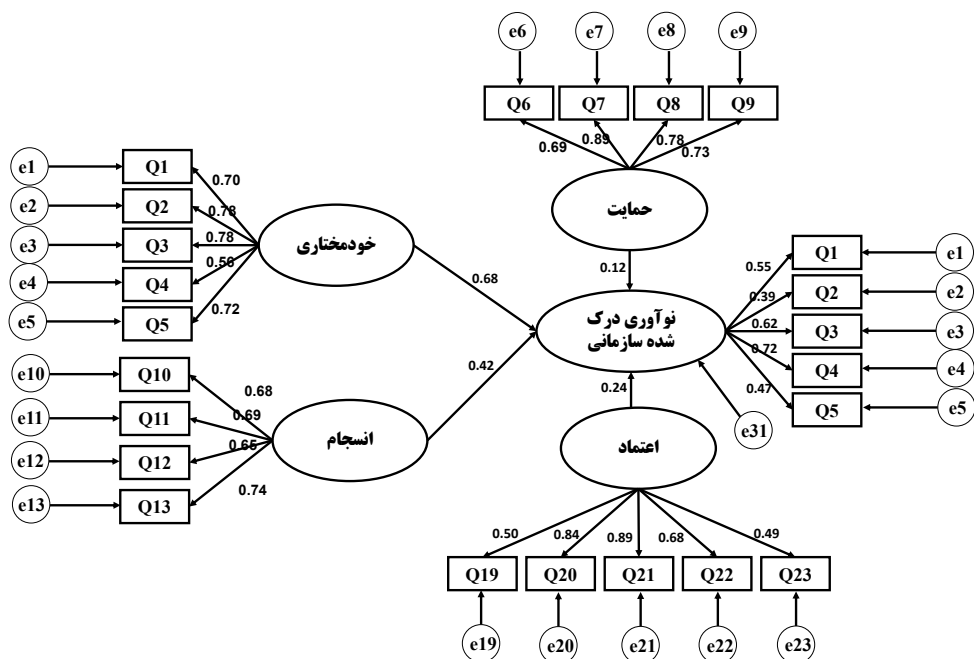 e6 e7 e8 e9
Q6 Q7 Q8 Q9
0.69 0.89 0.78 0.73
حمایت
0.12
e1 Q1 0.70
e2 Q2 0.78
e3 Q3 0.78
e4 Q4 0.56
e5 Q5 0.72
خودمختاری
0.68
e10 Q10 0.68
e11 Q11 0.69
e12 Q12 0.65
e13 Q13 0.74
انسجام
0.42
نوآوری درک
شده سازمانی
0.55 Q1 e1
0.39 Q2 e2
0.62 Q3 e3
0.72 Q4 e4
0.47 Q5 e5
0.24
e31
اعتماد
0.50 0.84 0.89 0.68 0.49
Q19 Q20 Q21 Q22 Q23
e19 e20 e21 e22 e23